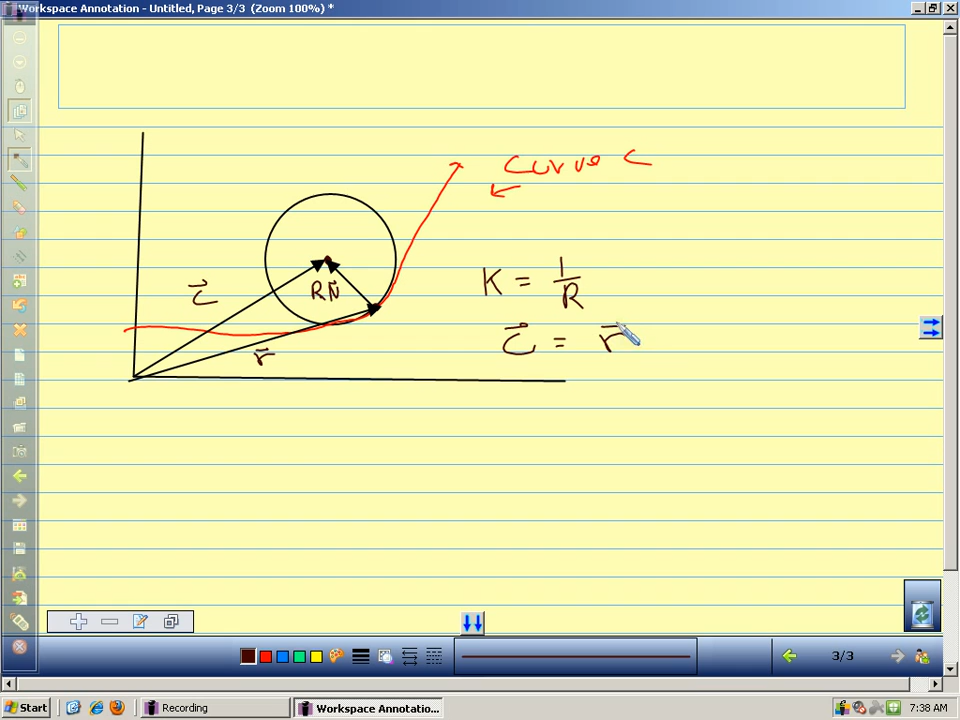 Workspace Annotation - Untitled, Page 3/3 (Zoom 100%) *
Curve C
K = 1/R
c⃗
RN⃗
c⃗ = r⃗
r⃗
3/3
Start
Recording
Workspace Annotatio...
7:38 AM